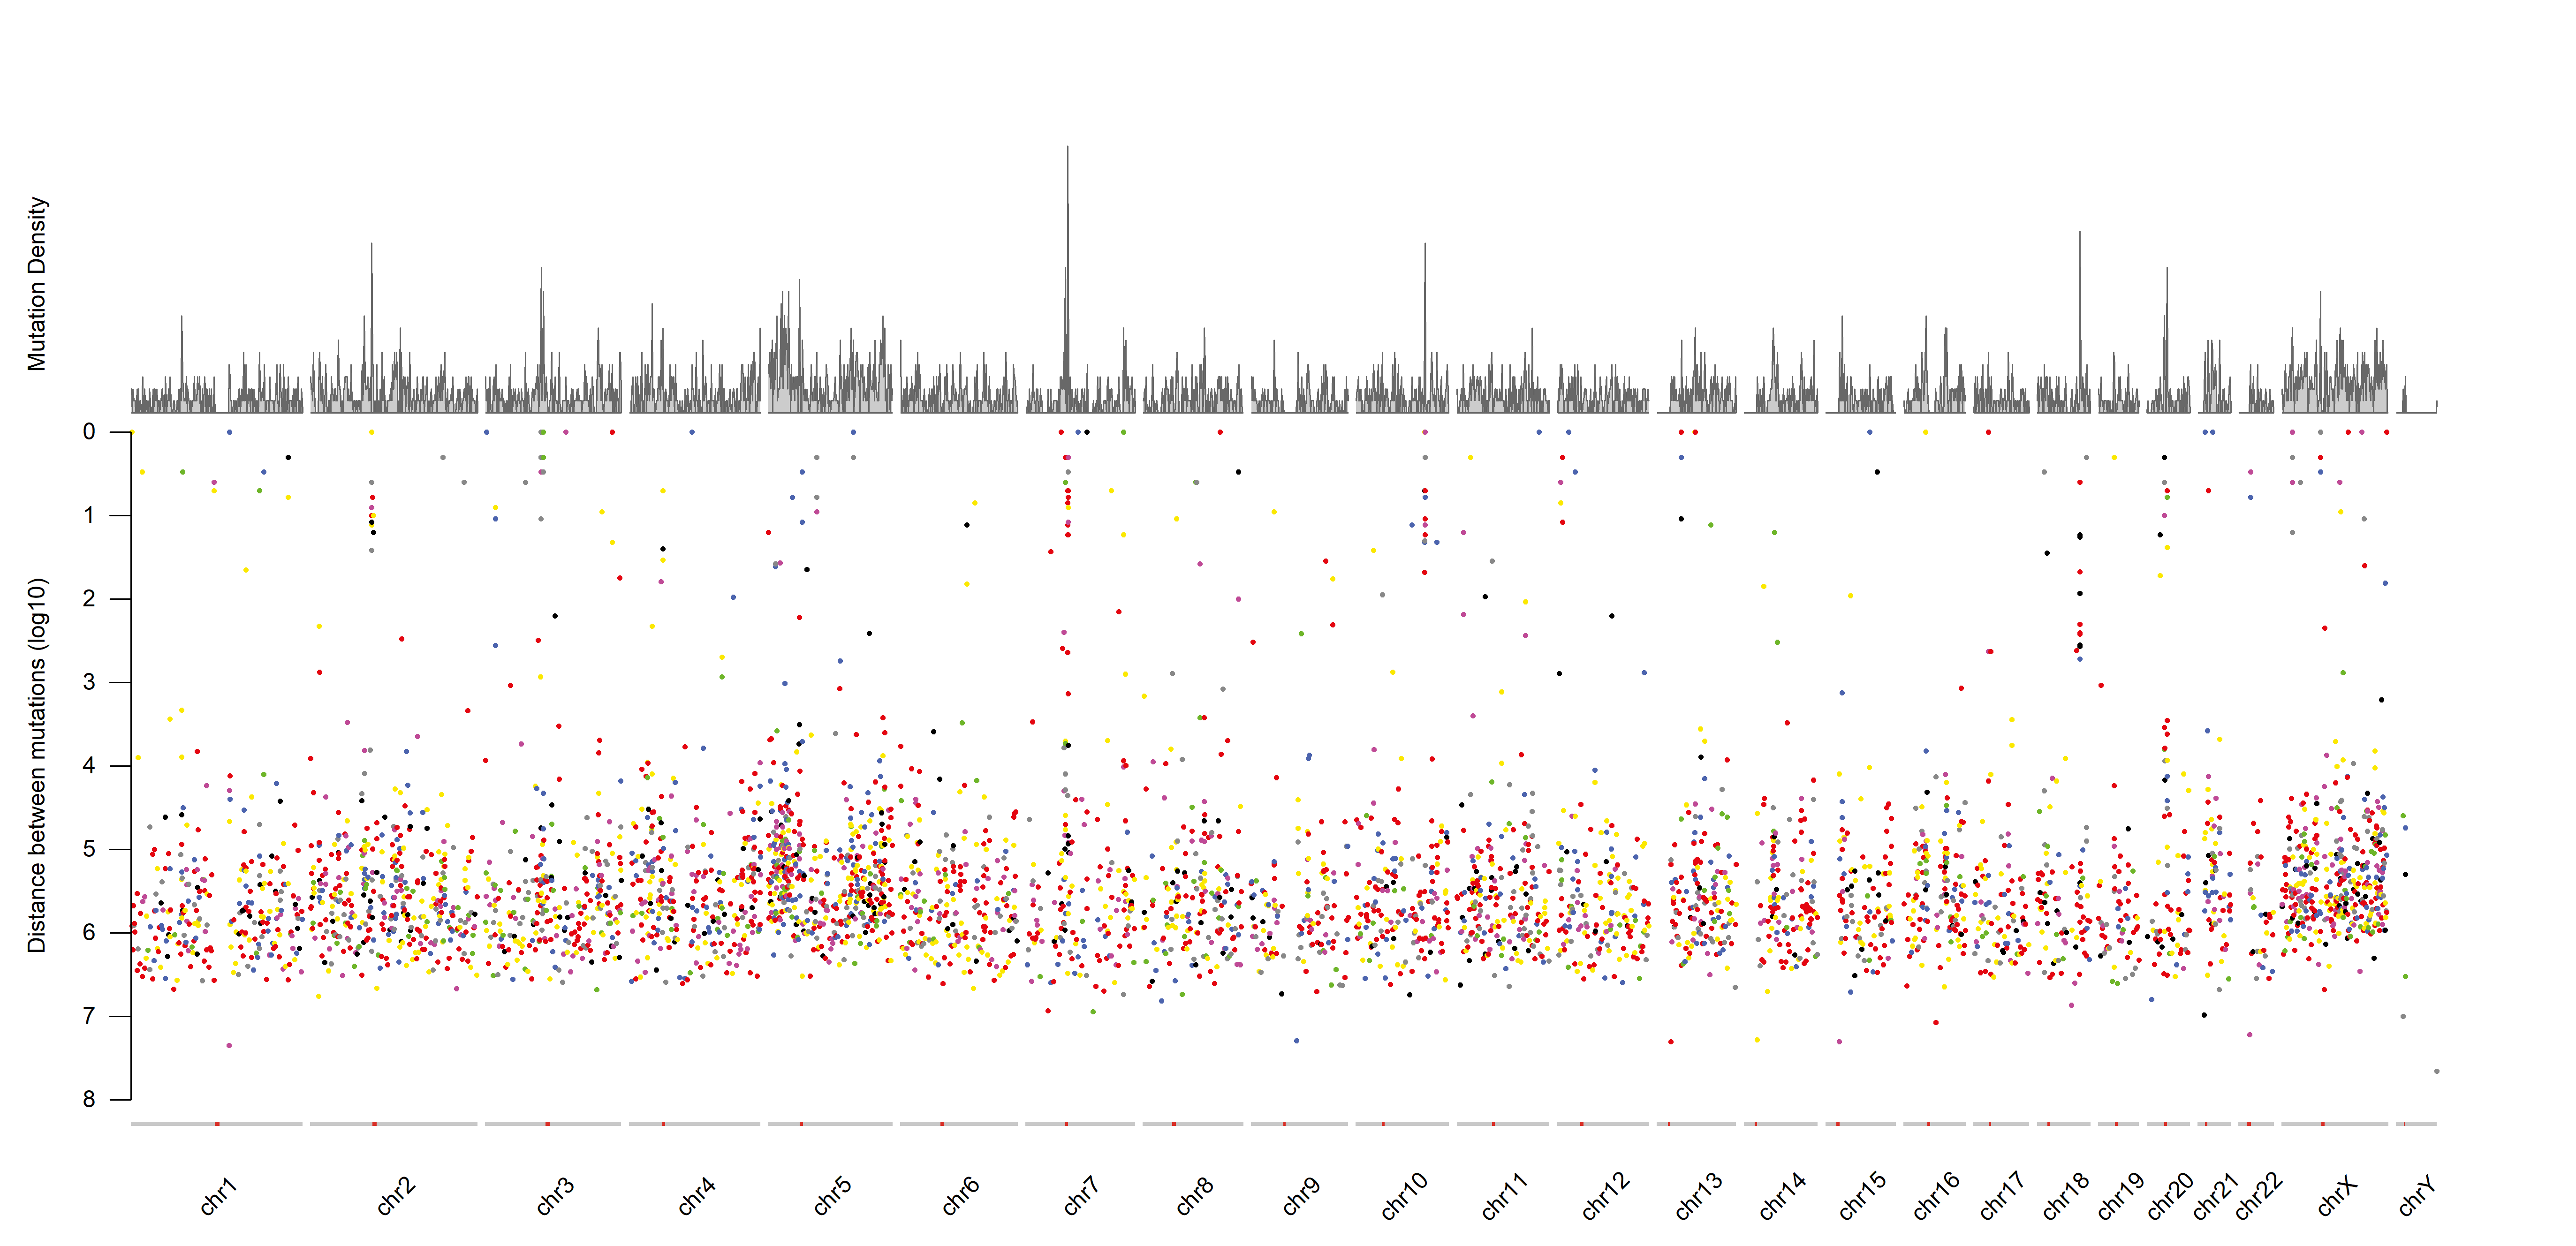 Mutation Density
Distance between mutations (log10)
0
1
2
3
4
5
6
7
8
chr1
chr2
chr3
chr4
chr5
chr6
chr7
chr8
chr9
chr10
chr11
chr12
chr13
chr14
chr15
chr16
chr17
chr18
chr19
chr20
chr21
chr22
chrX
chrY